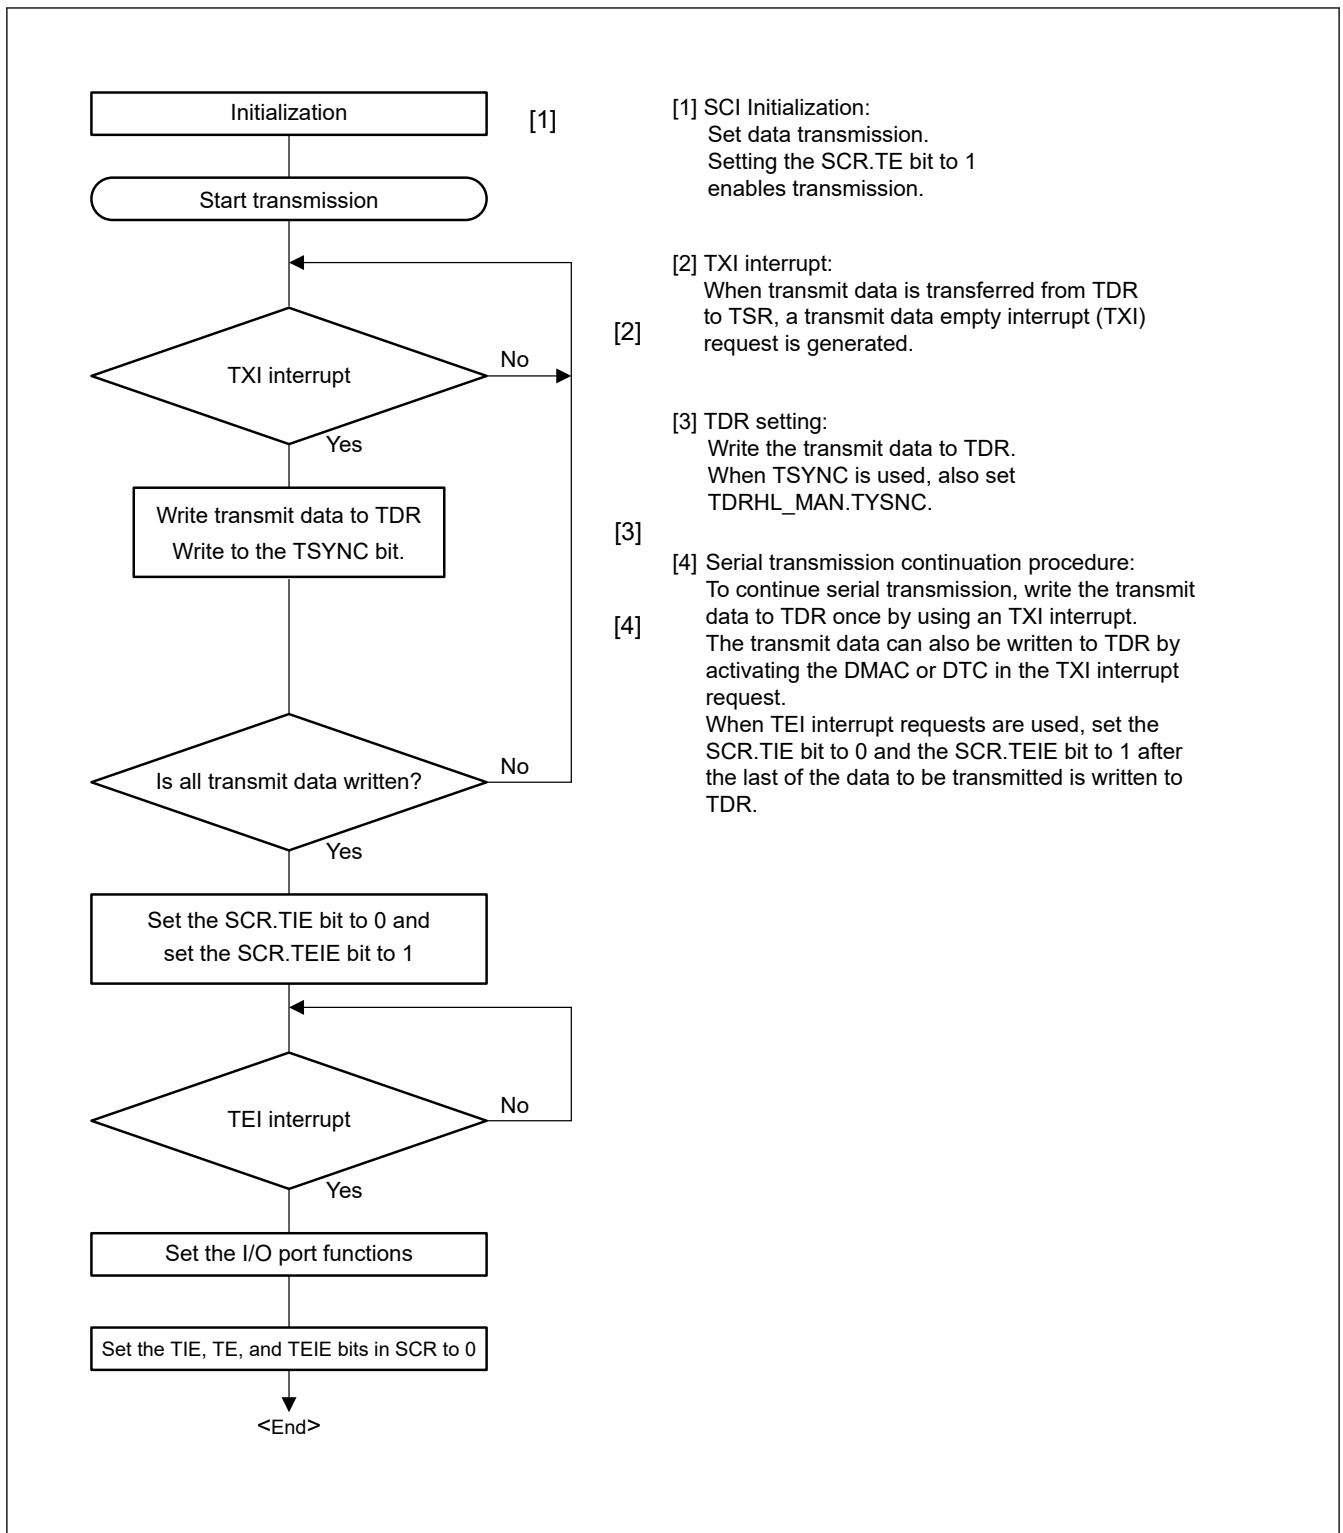 Initialization
[1]
Start transmission
[2]
TXI interrupt
No
Yes
Write transmit data to TDR
Write to the TSYNC bit.
[3]
[4]
Is all transmit data written?
No
Yes
Set the SCR.TIE bit to 0 and
set the SCR.TEIE bit to 1
TEI interrupt
No
Yes
Set the I/O port functions
Set the TIE, TE, and TEIE bits in SCR to 0
<End>
[1] SCI Initialization:
Set data transmission.
Setting the SCR.TE bit to 1
enables transmission.
[2] TXI interrupt:
When transmit data is transferred from TDR
to TSR, a transmit data empty interrupt (TXI)
request is generated.
[3] TDR setting:
Write the transmit data to TDR.
When TSYNC is used, also set
TDRHL_MAN.TYSNC.
[4] Serial transmission continuation procedure:
To continue serial transmission, write the transmit
data to TDR once by using an TXI interrupt.
The transmit data can also be written to TDR by
activating the DMAC or DTC in the TXI interrupt
request.
When TEI interrupt requests are used, set the
SCR.TIE bit to 0 and the SCR.TEIE bit to 1 after
the last of the data to be transmitted is written to
TDR.